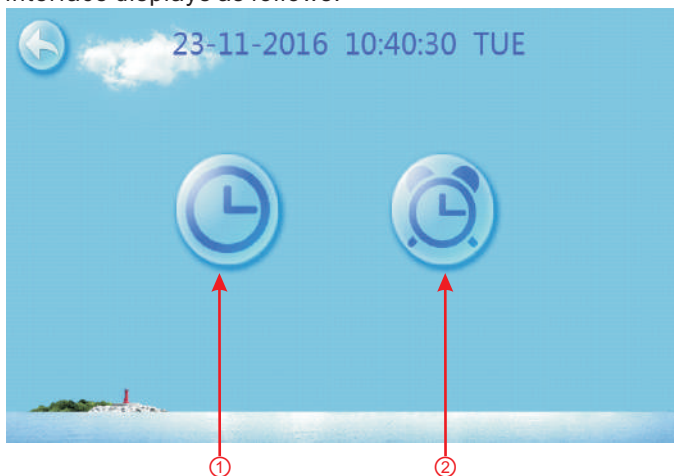 interface displays as follows:
23-11-2016 10:40:30 TUE
① ②